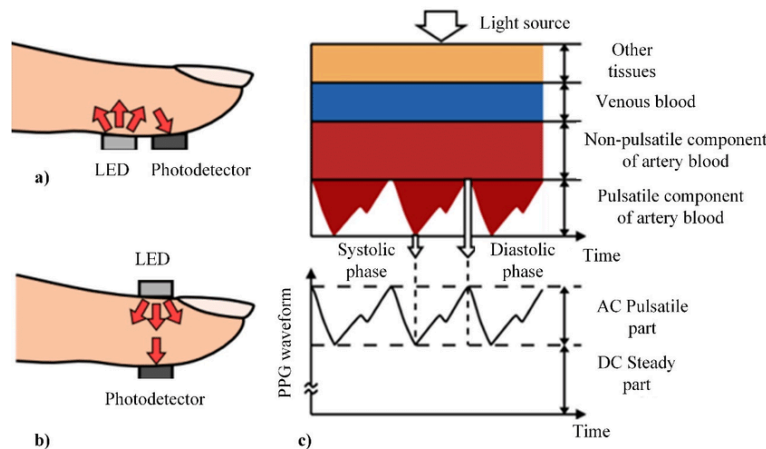 LED
Photodetector
a)
LED
Photodetector
b)
Light source
Other
tissues
Venous blood
Non-pulsatile component
of artery blood
Pulsatile component
of artery blood
Systolic
phase
Diastolic
phase
Time
PPG waveform
AC Pulsatile
part
DC Steady
part
Time
c)